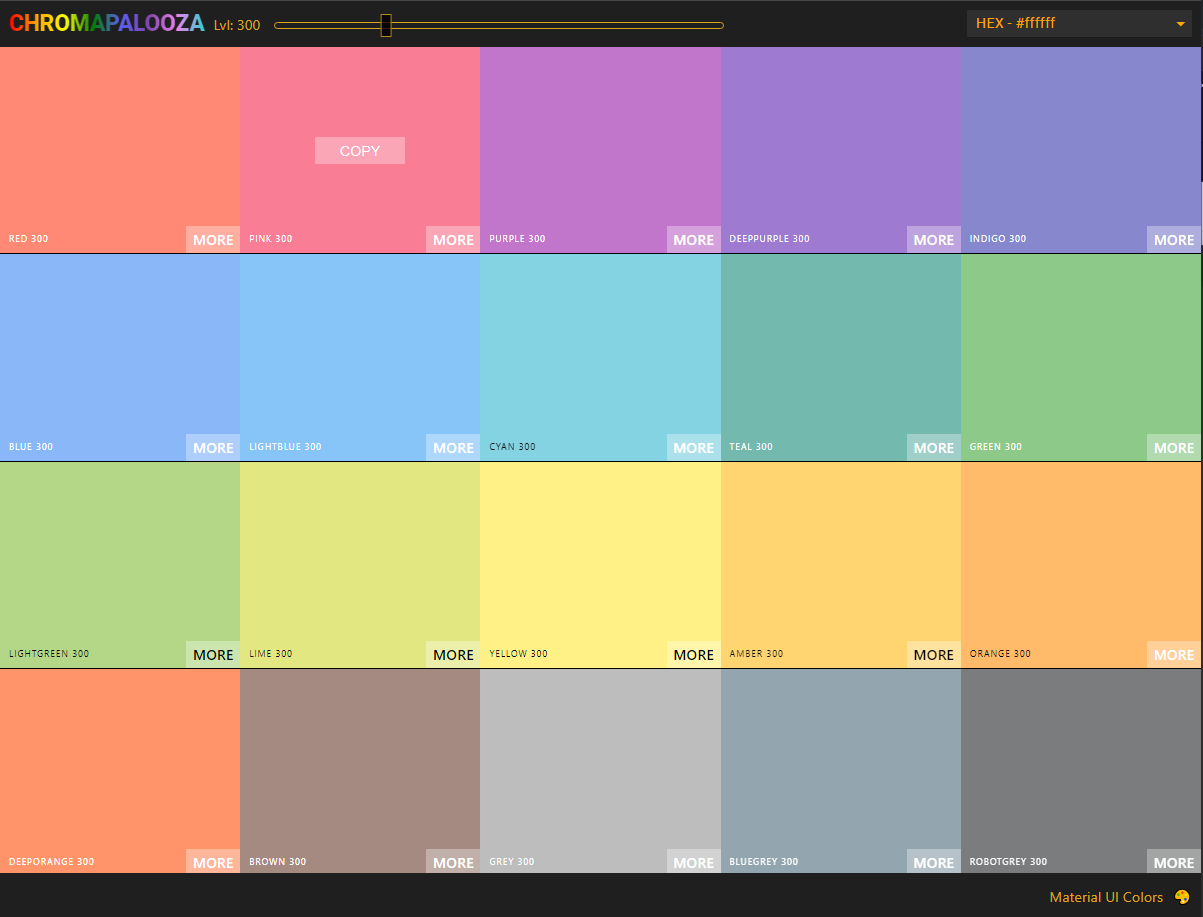 CHROMAPALOOZA Lvl: 300 HEX - #ffffff
COPY
RED 300 MORE PINK 300 MORE PURPLE 300 MORE DEEPPURPLE 300 MORE INDIGO 300 MORE
BLUE 300 MORE LIGHTBLUE 300 MORE CYAN 300 MORE TEAL 300 MORE GREEN 300 MORE
LIGHTGREEN 300 MORE LIME 300 MORE YELLOW 300 MORE AMBER 300 MORE ORANGE 300 MORE
DEEPORANGE 300 MORE BROWN 300 MORE GREY 300 MORE BLUEGREY 300 MORE ROBOTGREY 300 MORE
Material UI Colors